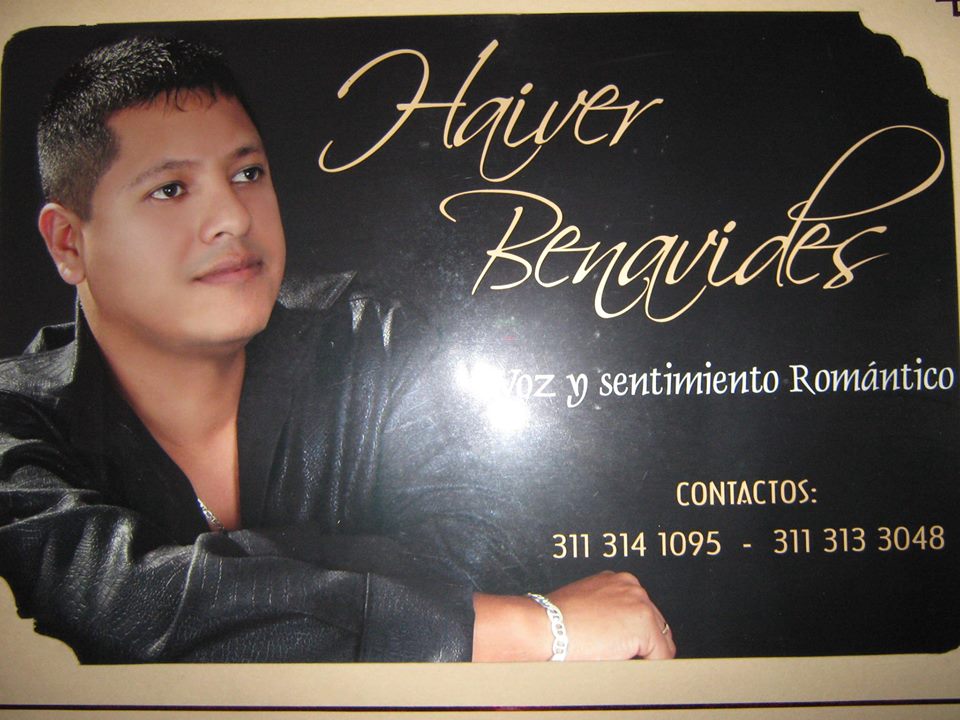 Haiver
Benavides
Voz y sentimiento Romántico
CONTACTOS:
311 314 1095 - 311 313 3048